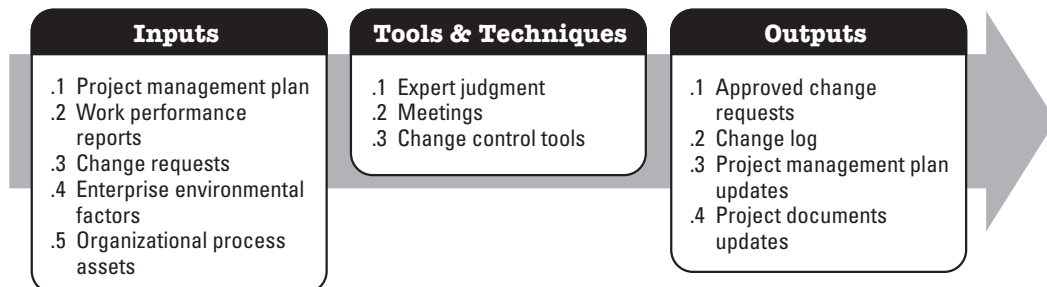 Inputs
.1 Project management plan
.2 Work performance
reports
.3 Change requests
.4 Enterprise environmental
factors
.5 Organizational process
assets
Tools & Techniques
.1 Expert judgment
.2 Meetings
.3 Change control tools
Outputs
.1 Approved change
requests
.2 Change log
.3 Project management plan
updates
.4 Project documents
updates